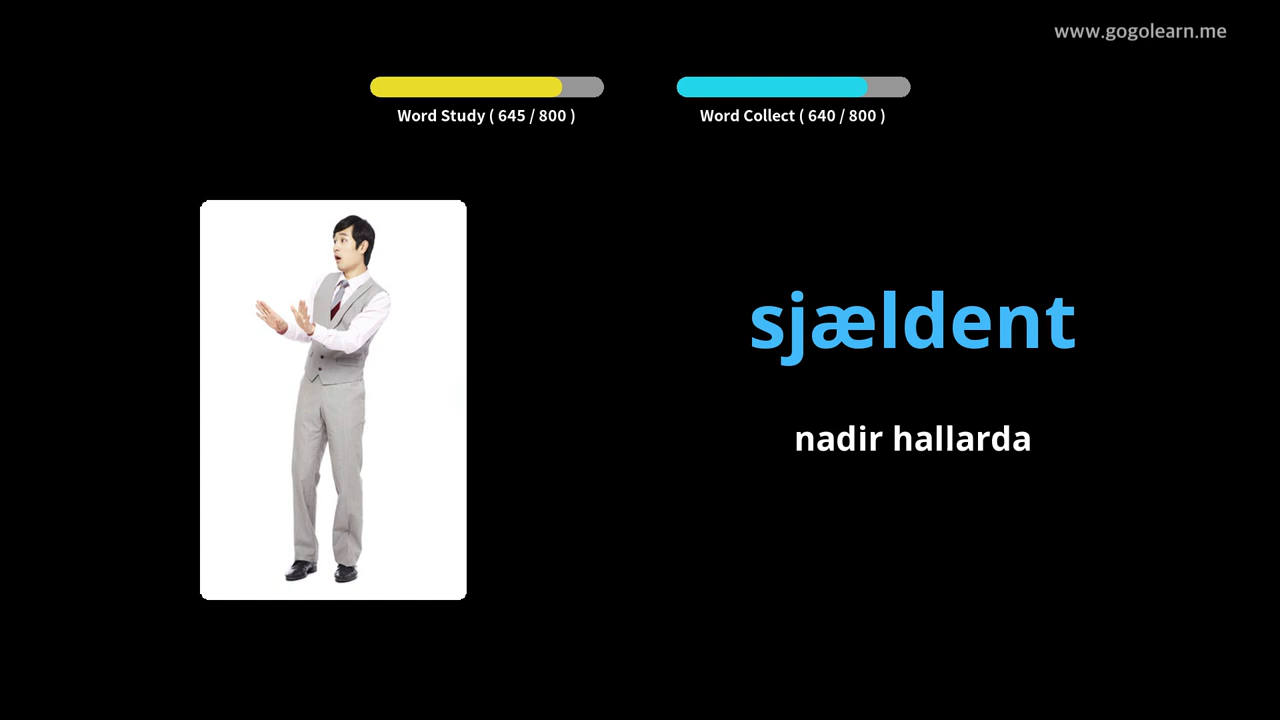 www.gogolearn.me
Word Study ( 645 / 800 )
Word Collect ( 640 / 800 )
sjældent
nadir hallarda